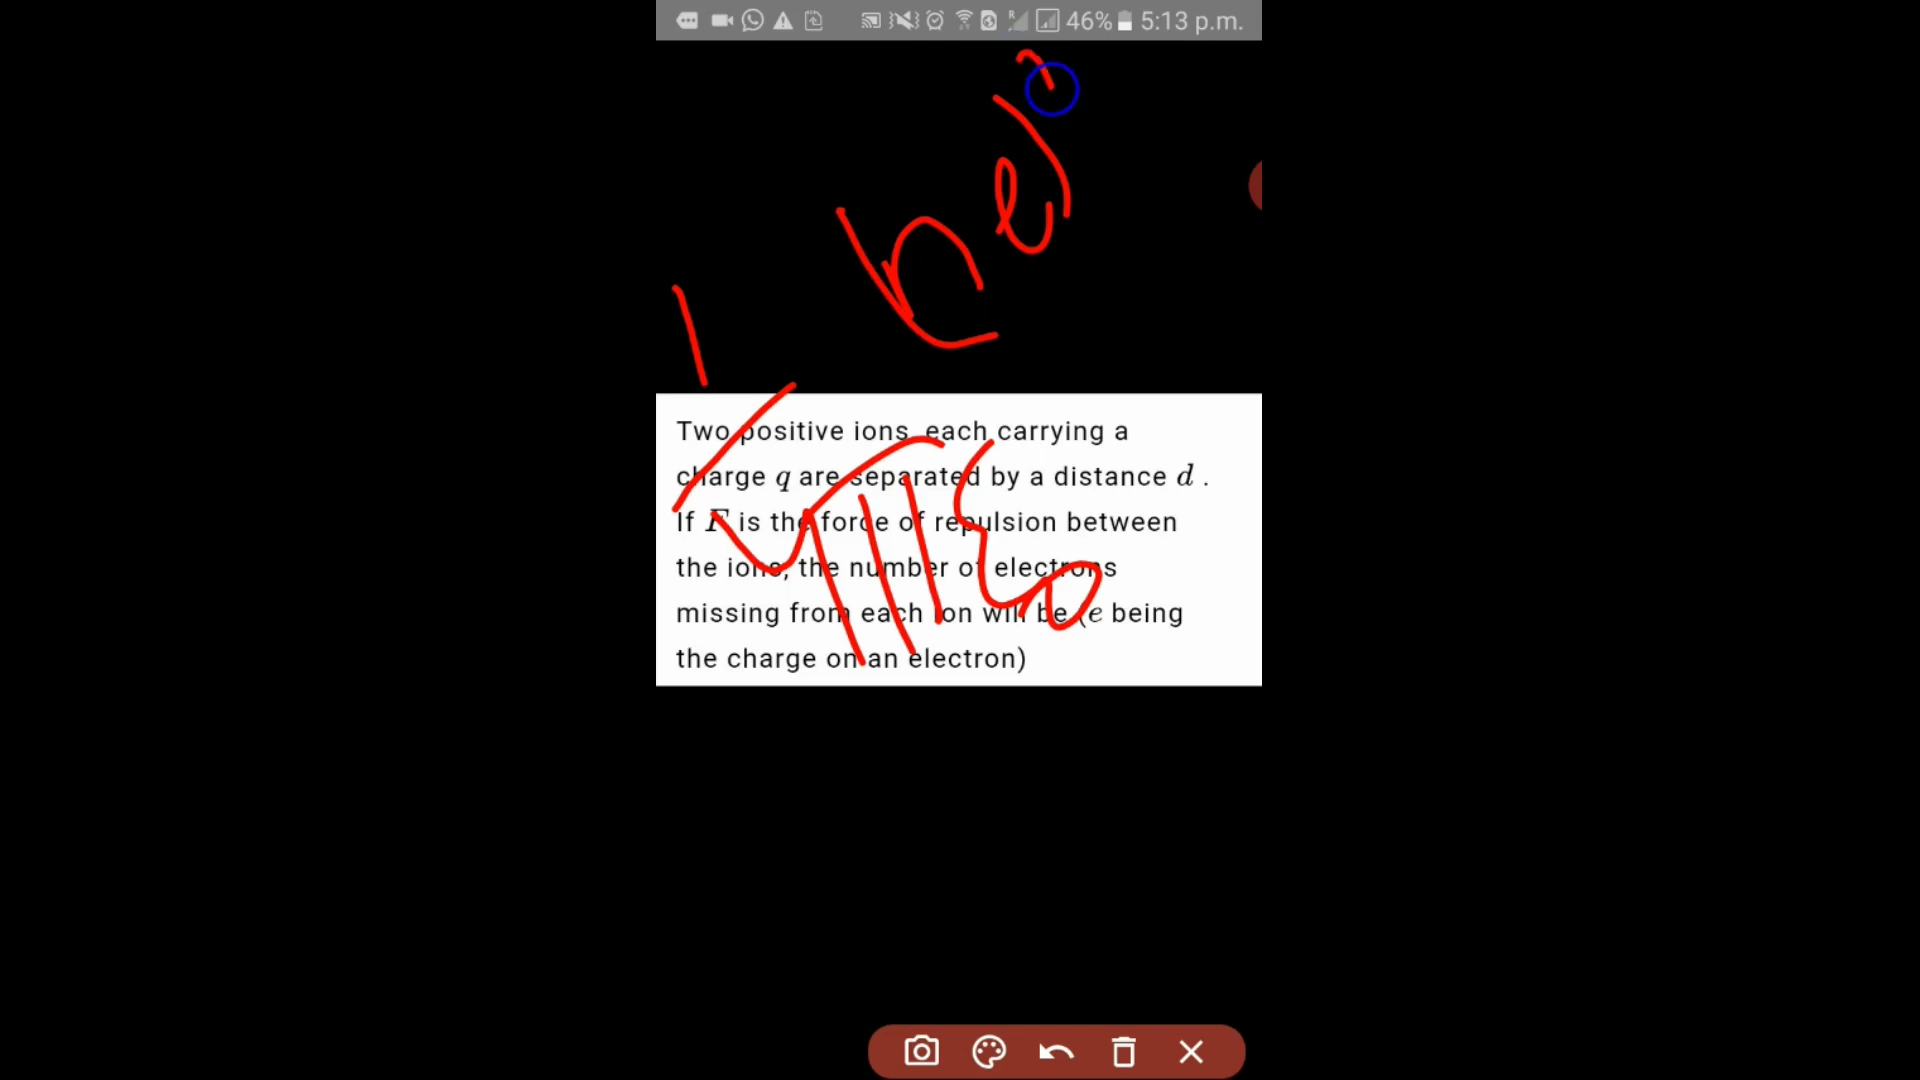 46% 5:13 p.m.
Two positive ions, each carrying a
charge q are separated by a distance d .
If F is the force of repulsion between
the ions, the number of electrons
missing from each ion will be (e being
the charge on an electron)